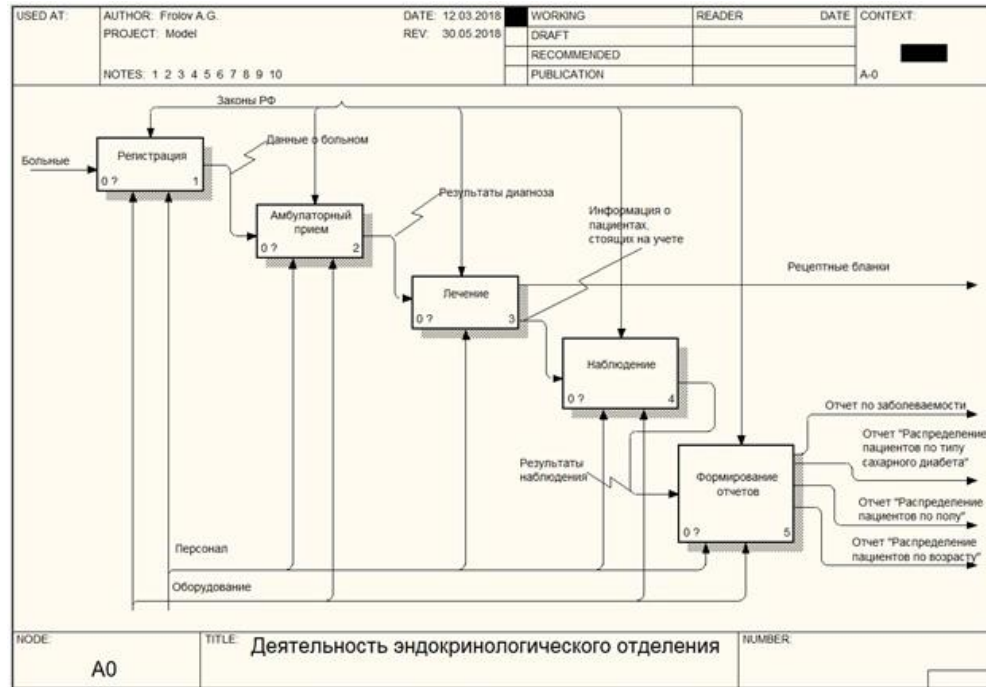 USED AT:
AUTHOR: Frolov A.G.
DATE: 12.03.2018
PROJECT: Model
REV: 30.05.2018
NOTES: 1 2 3 4 5 6 7 8 9 10
WORKING
DRAFT
RECOMMENDED
PUBLICATION
READER
DATE
CONTEXT:
A-0
Законы РФ
Данные о больном
Больные
Регистрация
0 ?
1
Амбулаторный
прием
0 ?
2
Результаты диагноза
Информация о
пациентах,
стоящих на учете
Рецептные бланки
Лечение
0 ?
3
Наблюдение
0 ?
4
Отчет по заболеваемости
Отчет "Распределение
пациентов по типу
сахарного диабета"
Результаты
наблюдения
Формирование
отчетов
0 ?
5
Отчет "Распределение
пациентов по полу"
Отчет "Распределение
пациентов по возрасту"
Персонал
Оборудование
NODE:
A0
TITLE:
Деятельность эндокринологического отделения
NUMBER: